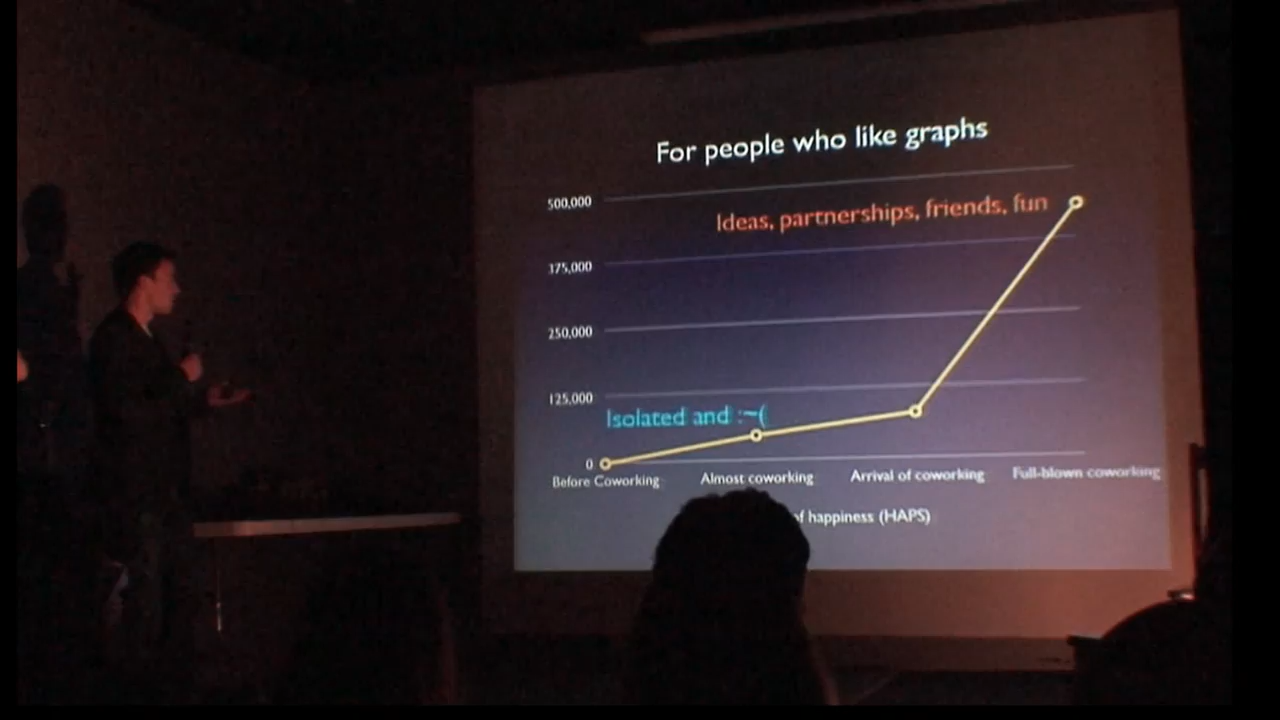 For people who like graphs
500,000
Ideas, partnerships, friends, fun
375,000
250,000
125,000
Isolated and :~(
0
Before Coworking Almost coworking Arrival of coworking Full-blown coworking
of happiness (HAPS)